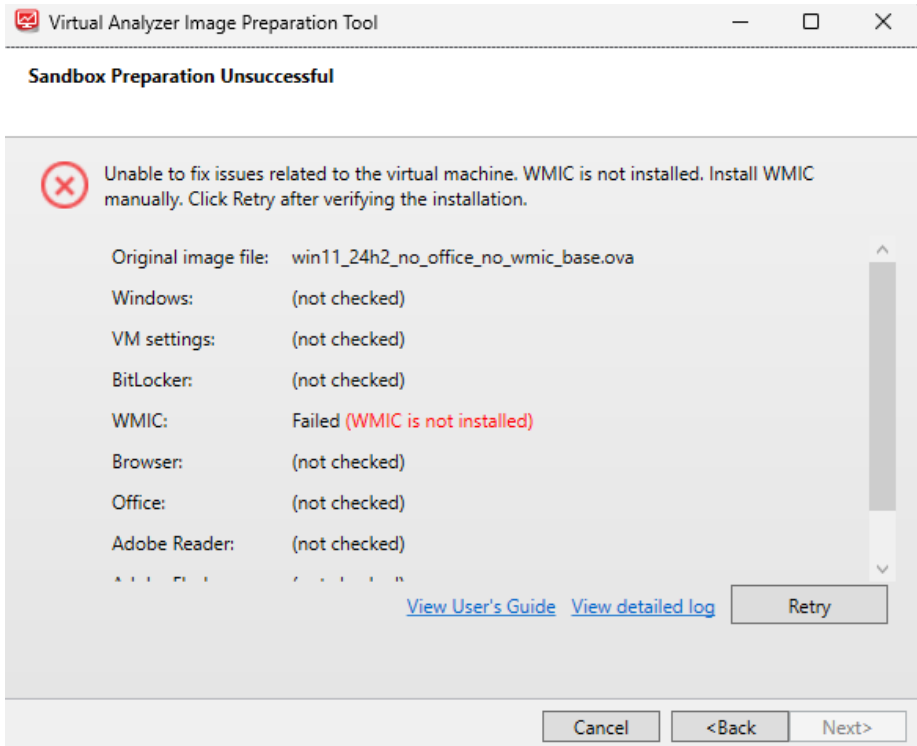 Virtual Analyzer Image Preparation Tool
Sandbox Preparation Unsuccessful
Unable to fix issues related to the virtual machine. WMIC is not installed. Install WMIC
manually. Click Retry after verifying the installation.
Original image file: win11_24h2_no_office_no_wmic_base.ova
Windows: (not checked)
VM settings: (not checked)
BitLocker: (not checked)
WMIC: Failed (WMIC is not installed)
Browser: (not checked)
Office: (not checked)
Adobe Reader: (not checked)
View User's Guide View detailed log Retry
Cancel <Back Next>